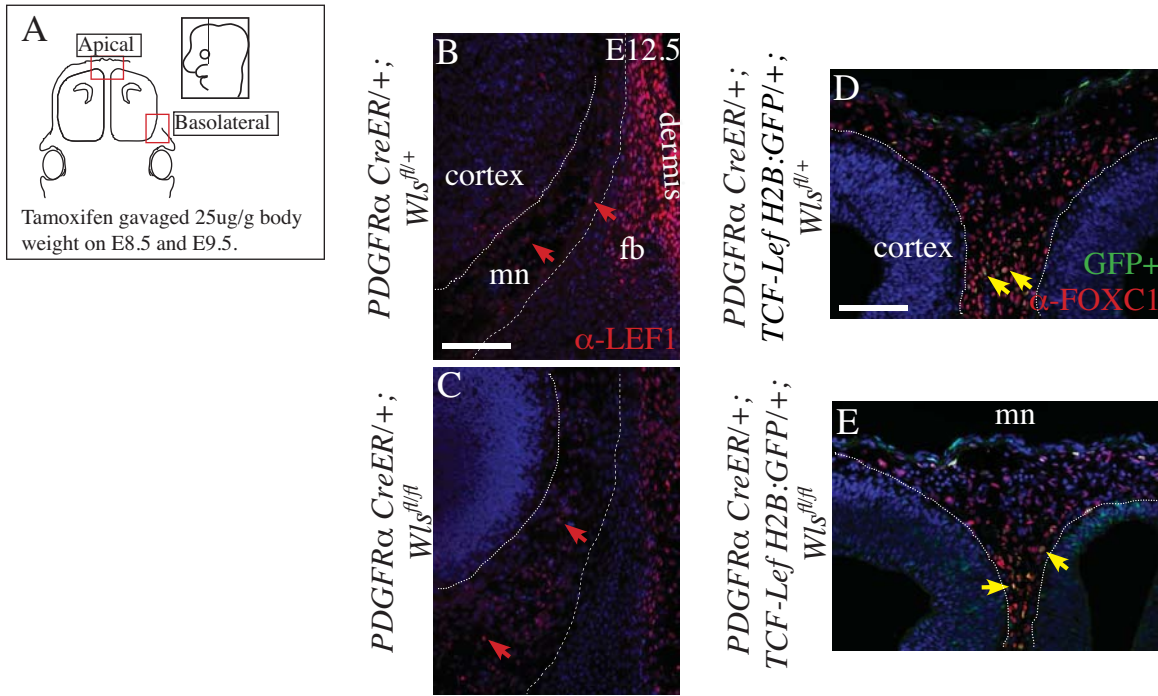 A
Apical
Basolateral
Tamoxifen gavaged 25ug/g body
weight on E8.5 and E9.5.
PDGFRα CreER/+;
Wls^fl/+
B
E12.5
dermis
cortex
fb
mn
α-LEF1
PDGFRα CreER/+;
Wls^fl/fl
C
PDGFRα CreER/+;
TCF-Lef H2B:GFP/+;
Wls^fl/+
D
cortex
GFP+
α-FOXC1
PDGFRα CreER/+;
TCF-Lef H2B:GFP/+;
Wls^fl/fl
mn
E